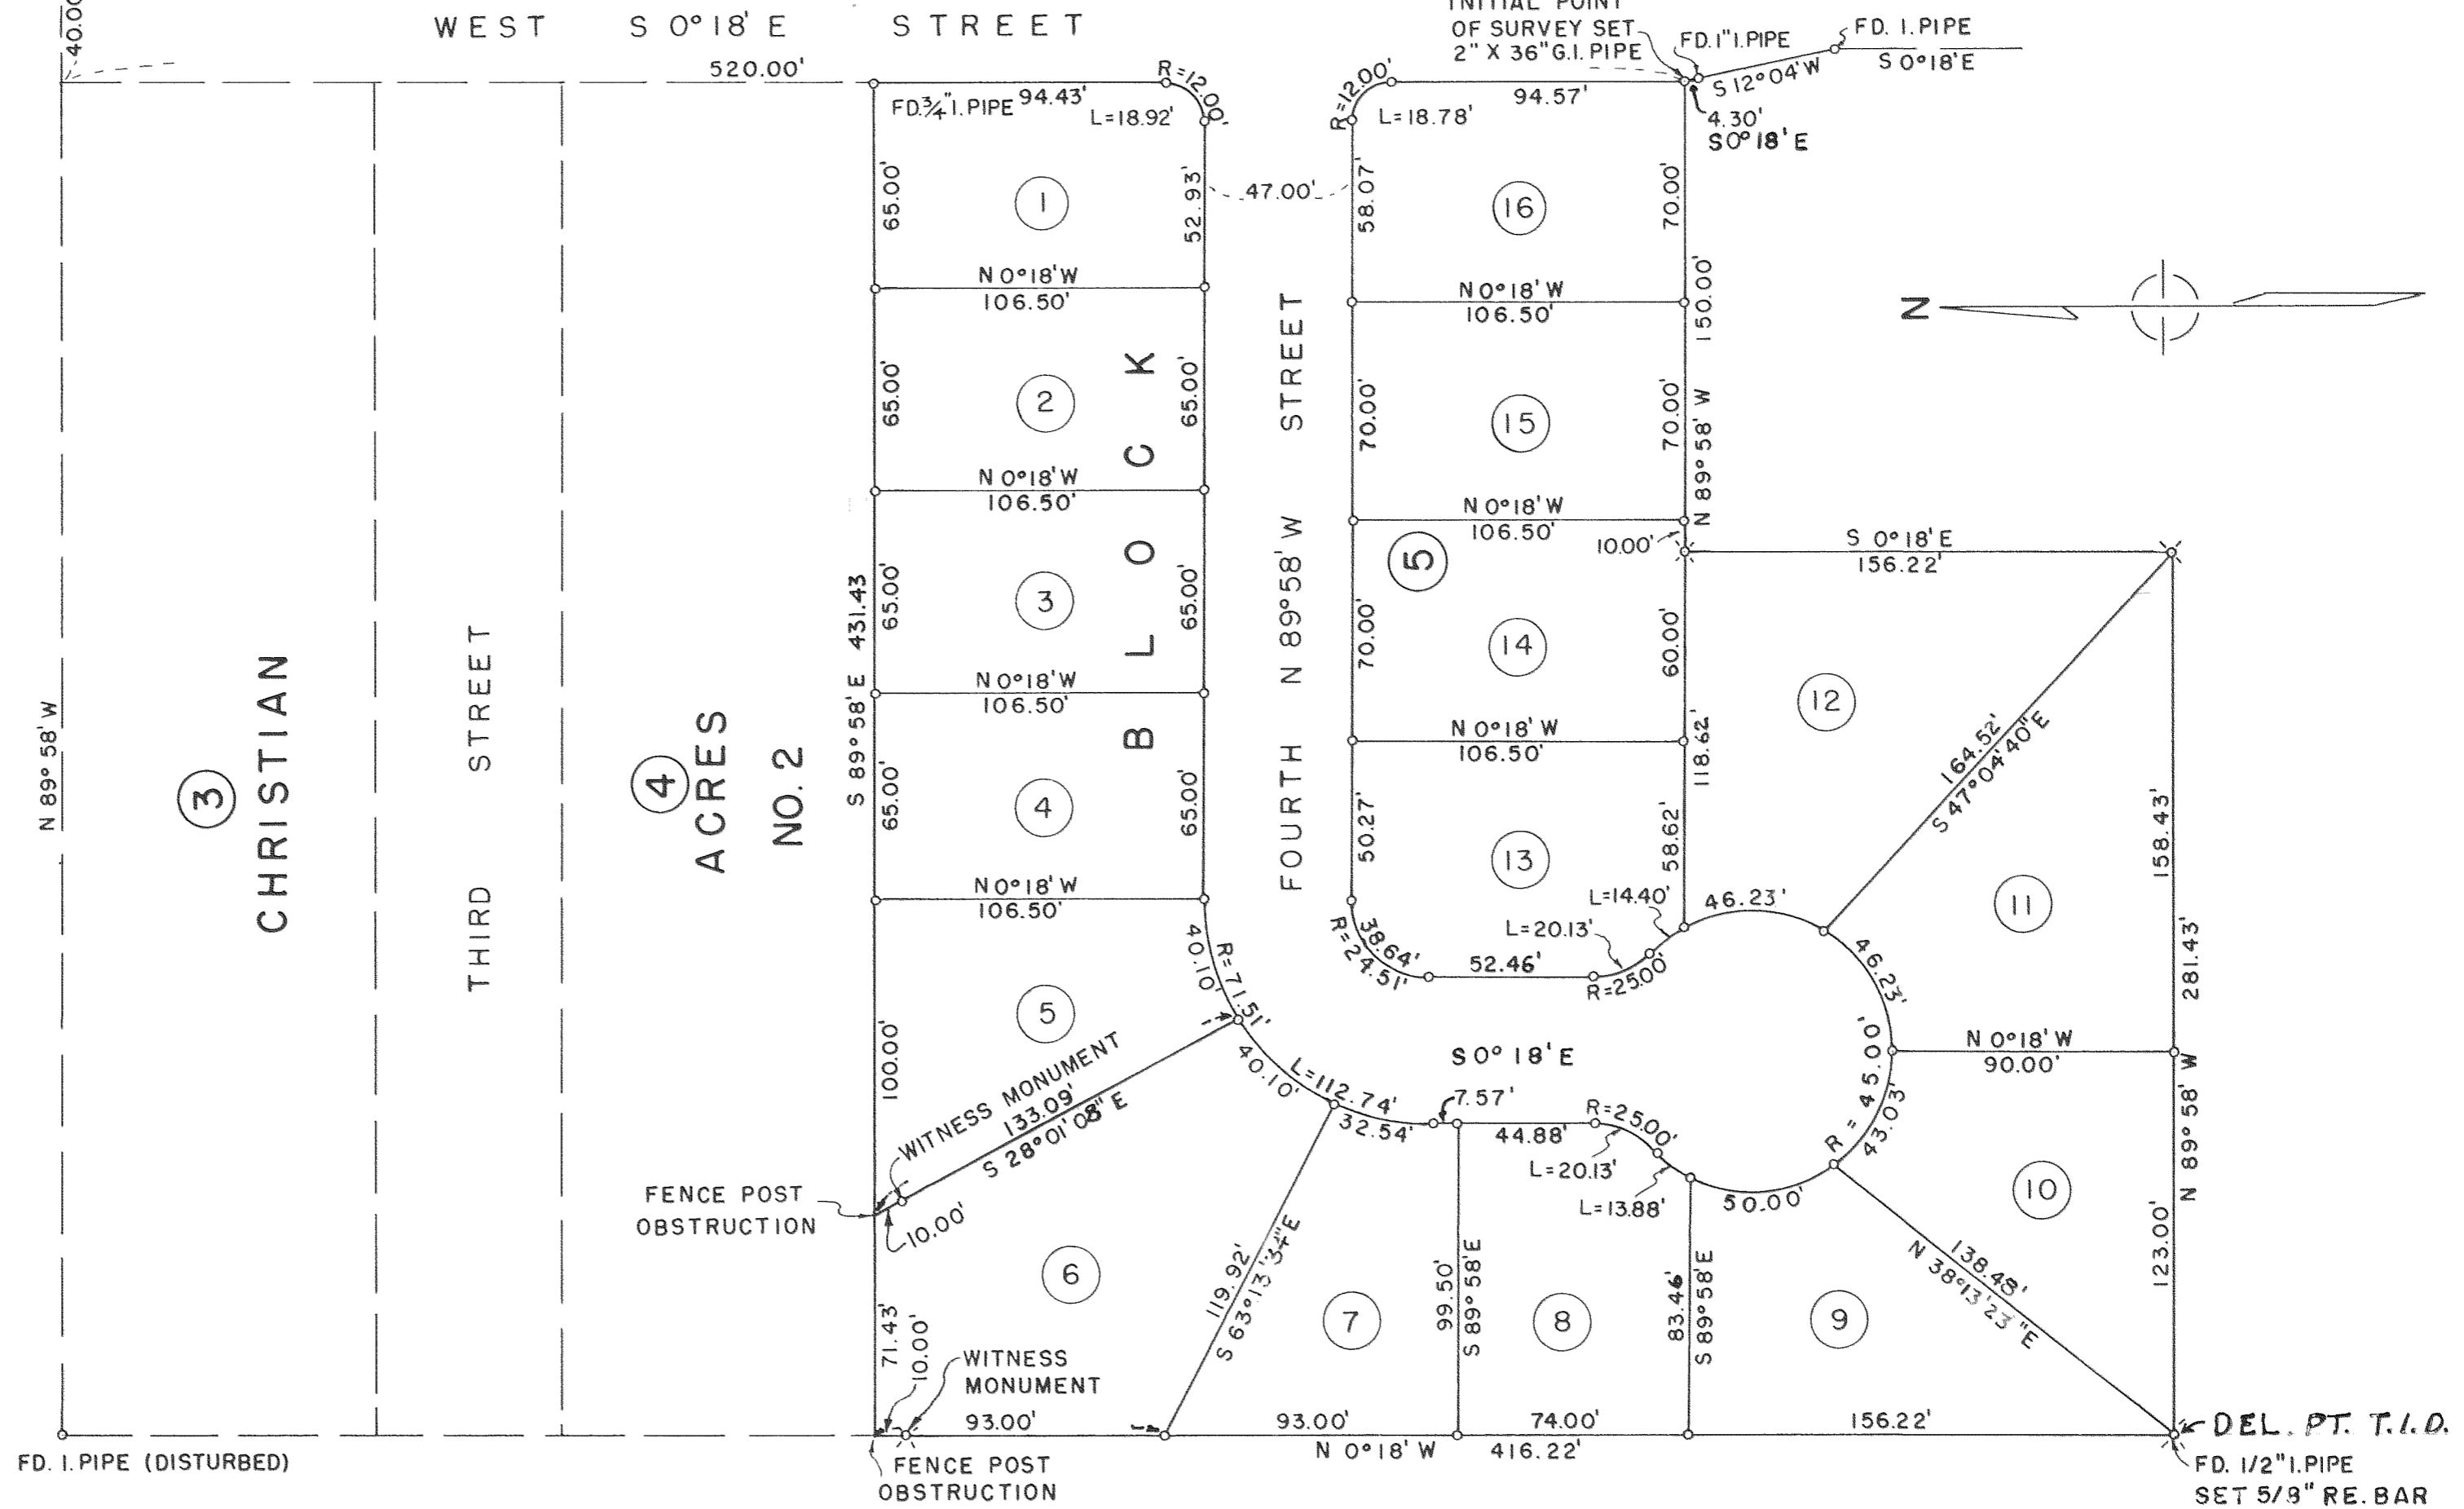 40.00
WEST S 0°18' E STREET
520.00'
INITIAL POINT
OF SURVEY SET
2" X 36" G.I. PIPE
FD. 1" I. PIPE
FD. I. PIPE
S 0°18' E
S 12°04' W
4.30'
S 0°18' E
FD. 3/4" I. PIPE
94.43'
R=12.00'
L=18.92'
R=12.00'
L=18.78'
94.57'
65.00'
1
52.93'
47.00'
58.07'
16
70.00'
N 0°18' W
106.50'
N 0°18' W
106.50'
150.00'
N 89°58' W
N
65.00'
2
65.00'
70.00'
15
70.00'
N 0°18' W
106.50'
N 0°18' W
106.50'
10.00'
S 0°18' E
156.22'
BLOCK
5
FOURTH N 89°58' W STREET
S 89°58' E 431.43
65.00'
3
65.00'
70.00'
14
60.00'
12
N 0°18' W
106.50'
N 0°18' W
106.50'
118.62'
164.52'
S 47°04'40" E
N 89°58' W
3
CHRISTIAN
THIRD STREET
4
ACRES
NO. 2
65.00'
4
65.00'
50.27'
13
58.62'
158.43'
11
N 0°18' W
106.50'
L=14.40'
46.23'
L=20.13'
R=25.00'
52.46'
38.64'
R=24.51'
46.23'
281.43'
N 89°58' W
40.10'
R=71.51'
5
100.00'
WITNESS MONUMENT
133.09'
S 28°01'08" E
40.10'
L=112.74'
32.54'
S 0°18' E
7.57'
44.88'
R=25.00'
L=20.13'
L=13.88'
50.00'
R=45.00'
43.03'
N 0°18' W
90.00'
10
123.00'
FENCE POST
OBSTRUCTION
10.00'
6
119.92'
S 63°13'34" E
7
99.50'
S 89°58' E
8
83.46'
S 89°58' E
9
138.48'
N 38°13'23" E
71.43'
10.00'
WITNESS
MONUMENT
93.00'
93.00'
74.00'
156.22'
N 0°18' W 416.22'
FD. I. PIPE (DISTURBED)
FENCE POST
OBSTRUCTION
DEL. PT. T.I.D.
FD. 1/2" I. PIPE
SET 5/8" RE. BAR